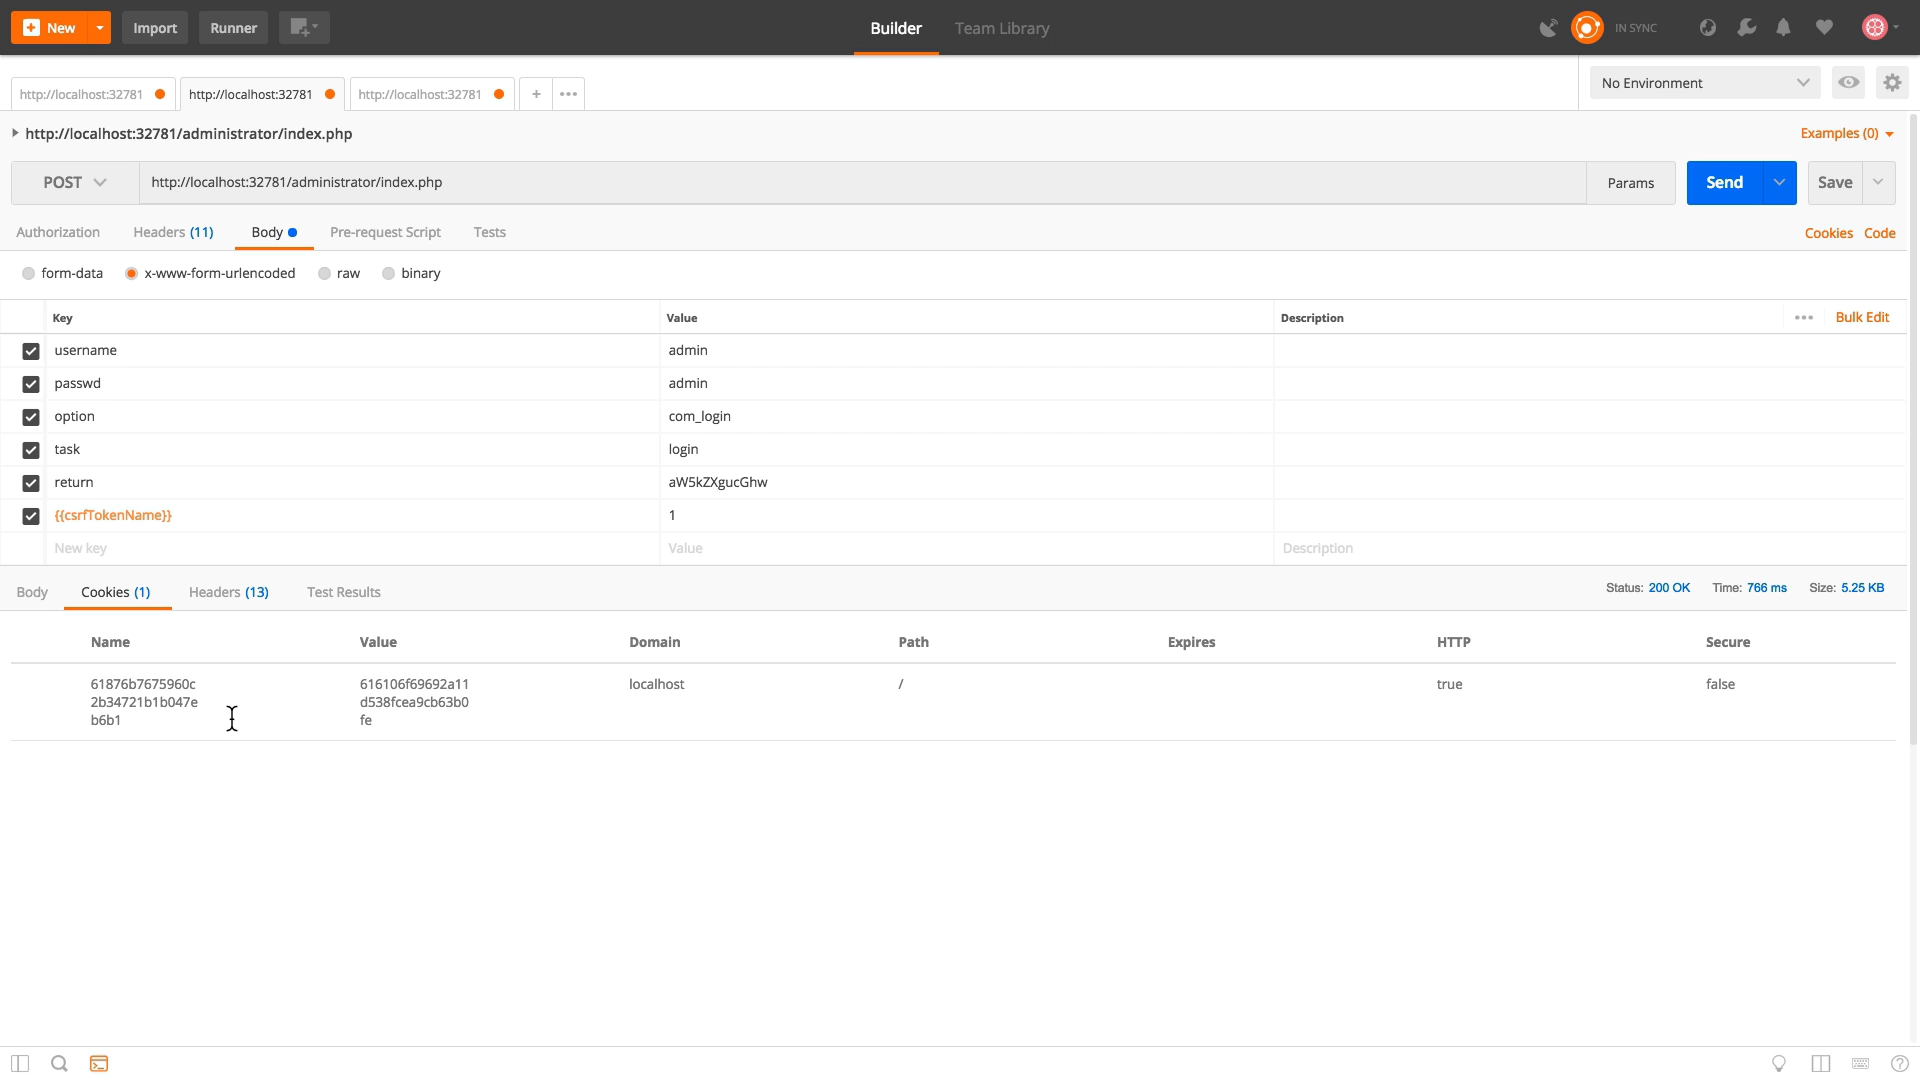 New Import Runner Builder Team Library IN SYNC
http://localhost:32781 http://localhost:32781 http://localhost:32781 + No Environment
http://localhost:32781/administrator/index.php Examples (0)
POST http://localhost:32781/administrator/index.php Params Send Save
Authorization Headers (11) Body Pre-request Script Tests Cookies Code
form-data x-www-form-urlencoded raw binary
Key Value Description Bulk Edit
username admin
passwd admin
option com_login
task login
return aW5kZXgucGhw
{{csrfTokenName}} 1
New key Value Description
Body Cookies (1) Headers (13) Test Results Status: 200 OK Time: 766 ms Size: 5.25 KB
Name Value Domain Path Expires HTTP Secure
61876b7675960c 616106f69692a11 localhost / true false
2b34721b1b047e d538fcea9cb63b0
b6b1 fe